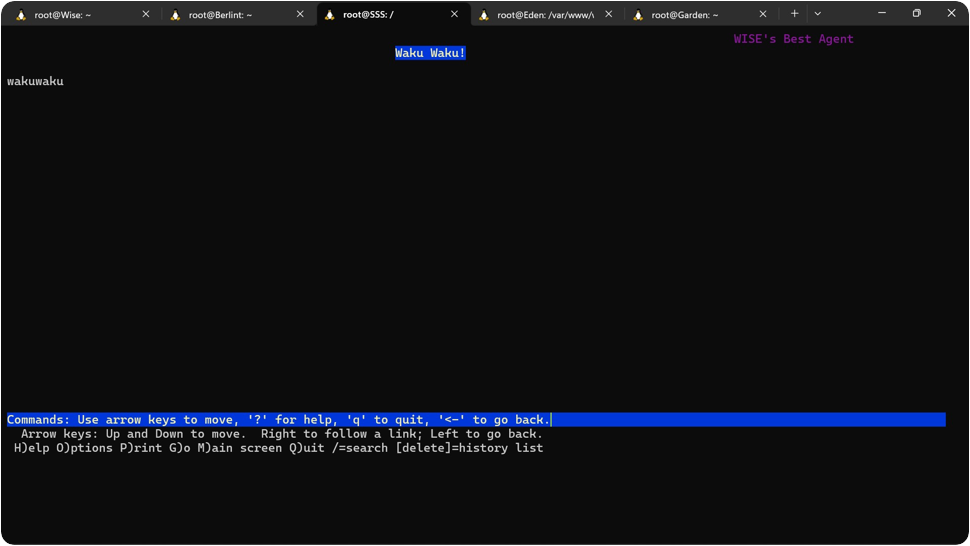 root@Wise: ~
root@Berlint: ~
root@SSS: /
root@Eden: /var/www/
root@Garden: ~
WISE's Best Agent
Waku Waku!
wakuwaku
Commands: Use arrow keys to move, '?' for help, 'q' to quit, '<-' to go back.
Arrow keys: Up and Down to move.  Right to follow a link; Left to go back.
H)elp O)ptions P)rint G)o M)ain screen Q)uit /=search [delete]=history list